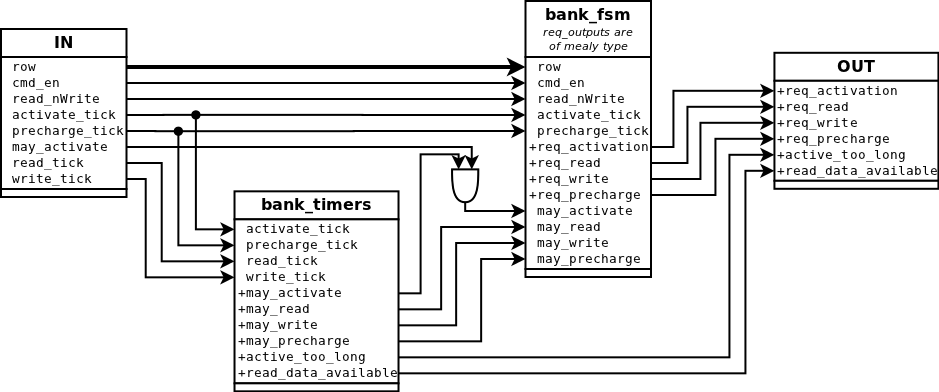 IN
row
cmd_en
read_nWrite
activate_tick
precharge_tick
may_activate
read_tick
write_tick
bank_timers
activate_tick
precharge_tick
read_tick
write_tick
+may_activate
+may_read
+may_write
+may_precharge
+active_too_long
+read_data_available
bank_fsm
req_outputs are
of mealy type
row
cmd_en
read_nWrite
activate_tick
precharge_tick
+req_activation
+req_read
+req_write
+req_precharge
may_activate
may_read
may_write
may_precharge
OUT
+req_activation
+req_read
+req_write
+req_precharge
+active_too_long
+read_data_available